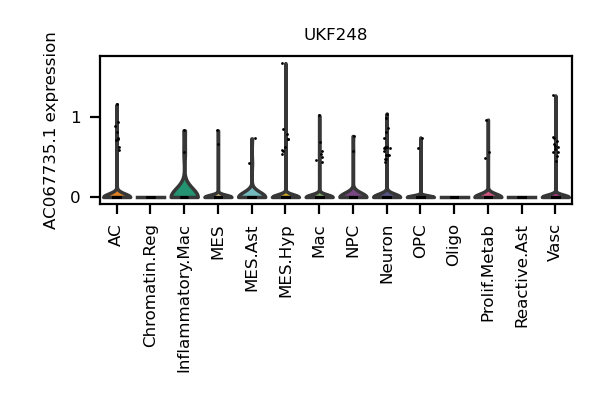 UKF248
AC067735.1 expression
1
0
AC
Chromatin.Reg
Inflammatory.Mac
MES
MES.Ast
MES.Hyp
Mac
NPC
Neuron
OPC
Oligo
Prolif.Metab
Reactive.Ast
Vasc